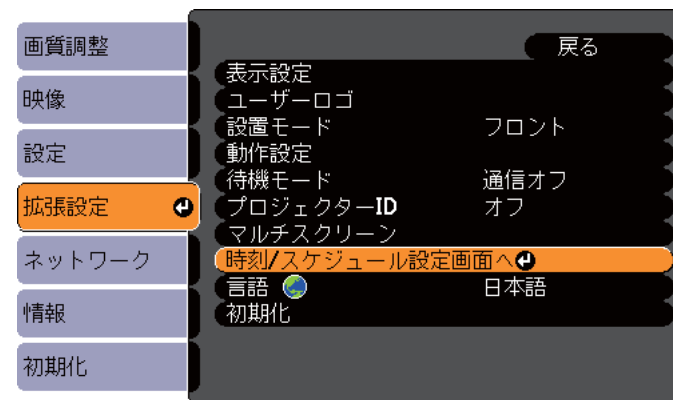 画質調整
映像
設定
拡張設定
ネットワーク
情報
初期化
戻る
表示設定
ユーザーロゴ
設置モード フロント
動作設定
待機モード 通信オフ
プロジェクターID オフ
マルチスクリーン
時刻/スケジュール設定画面へ
言語 日本語
初期化